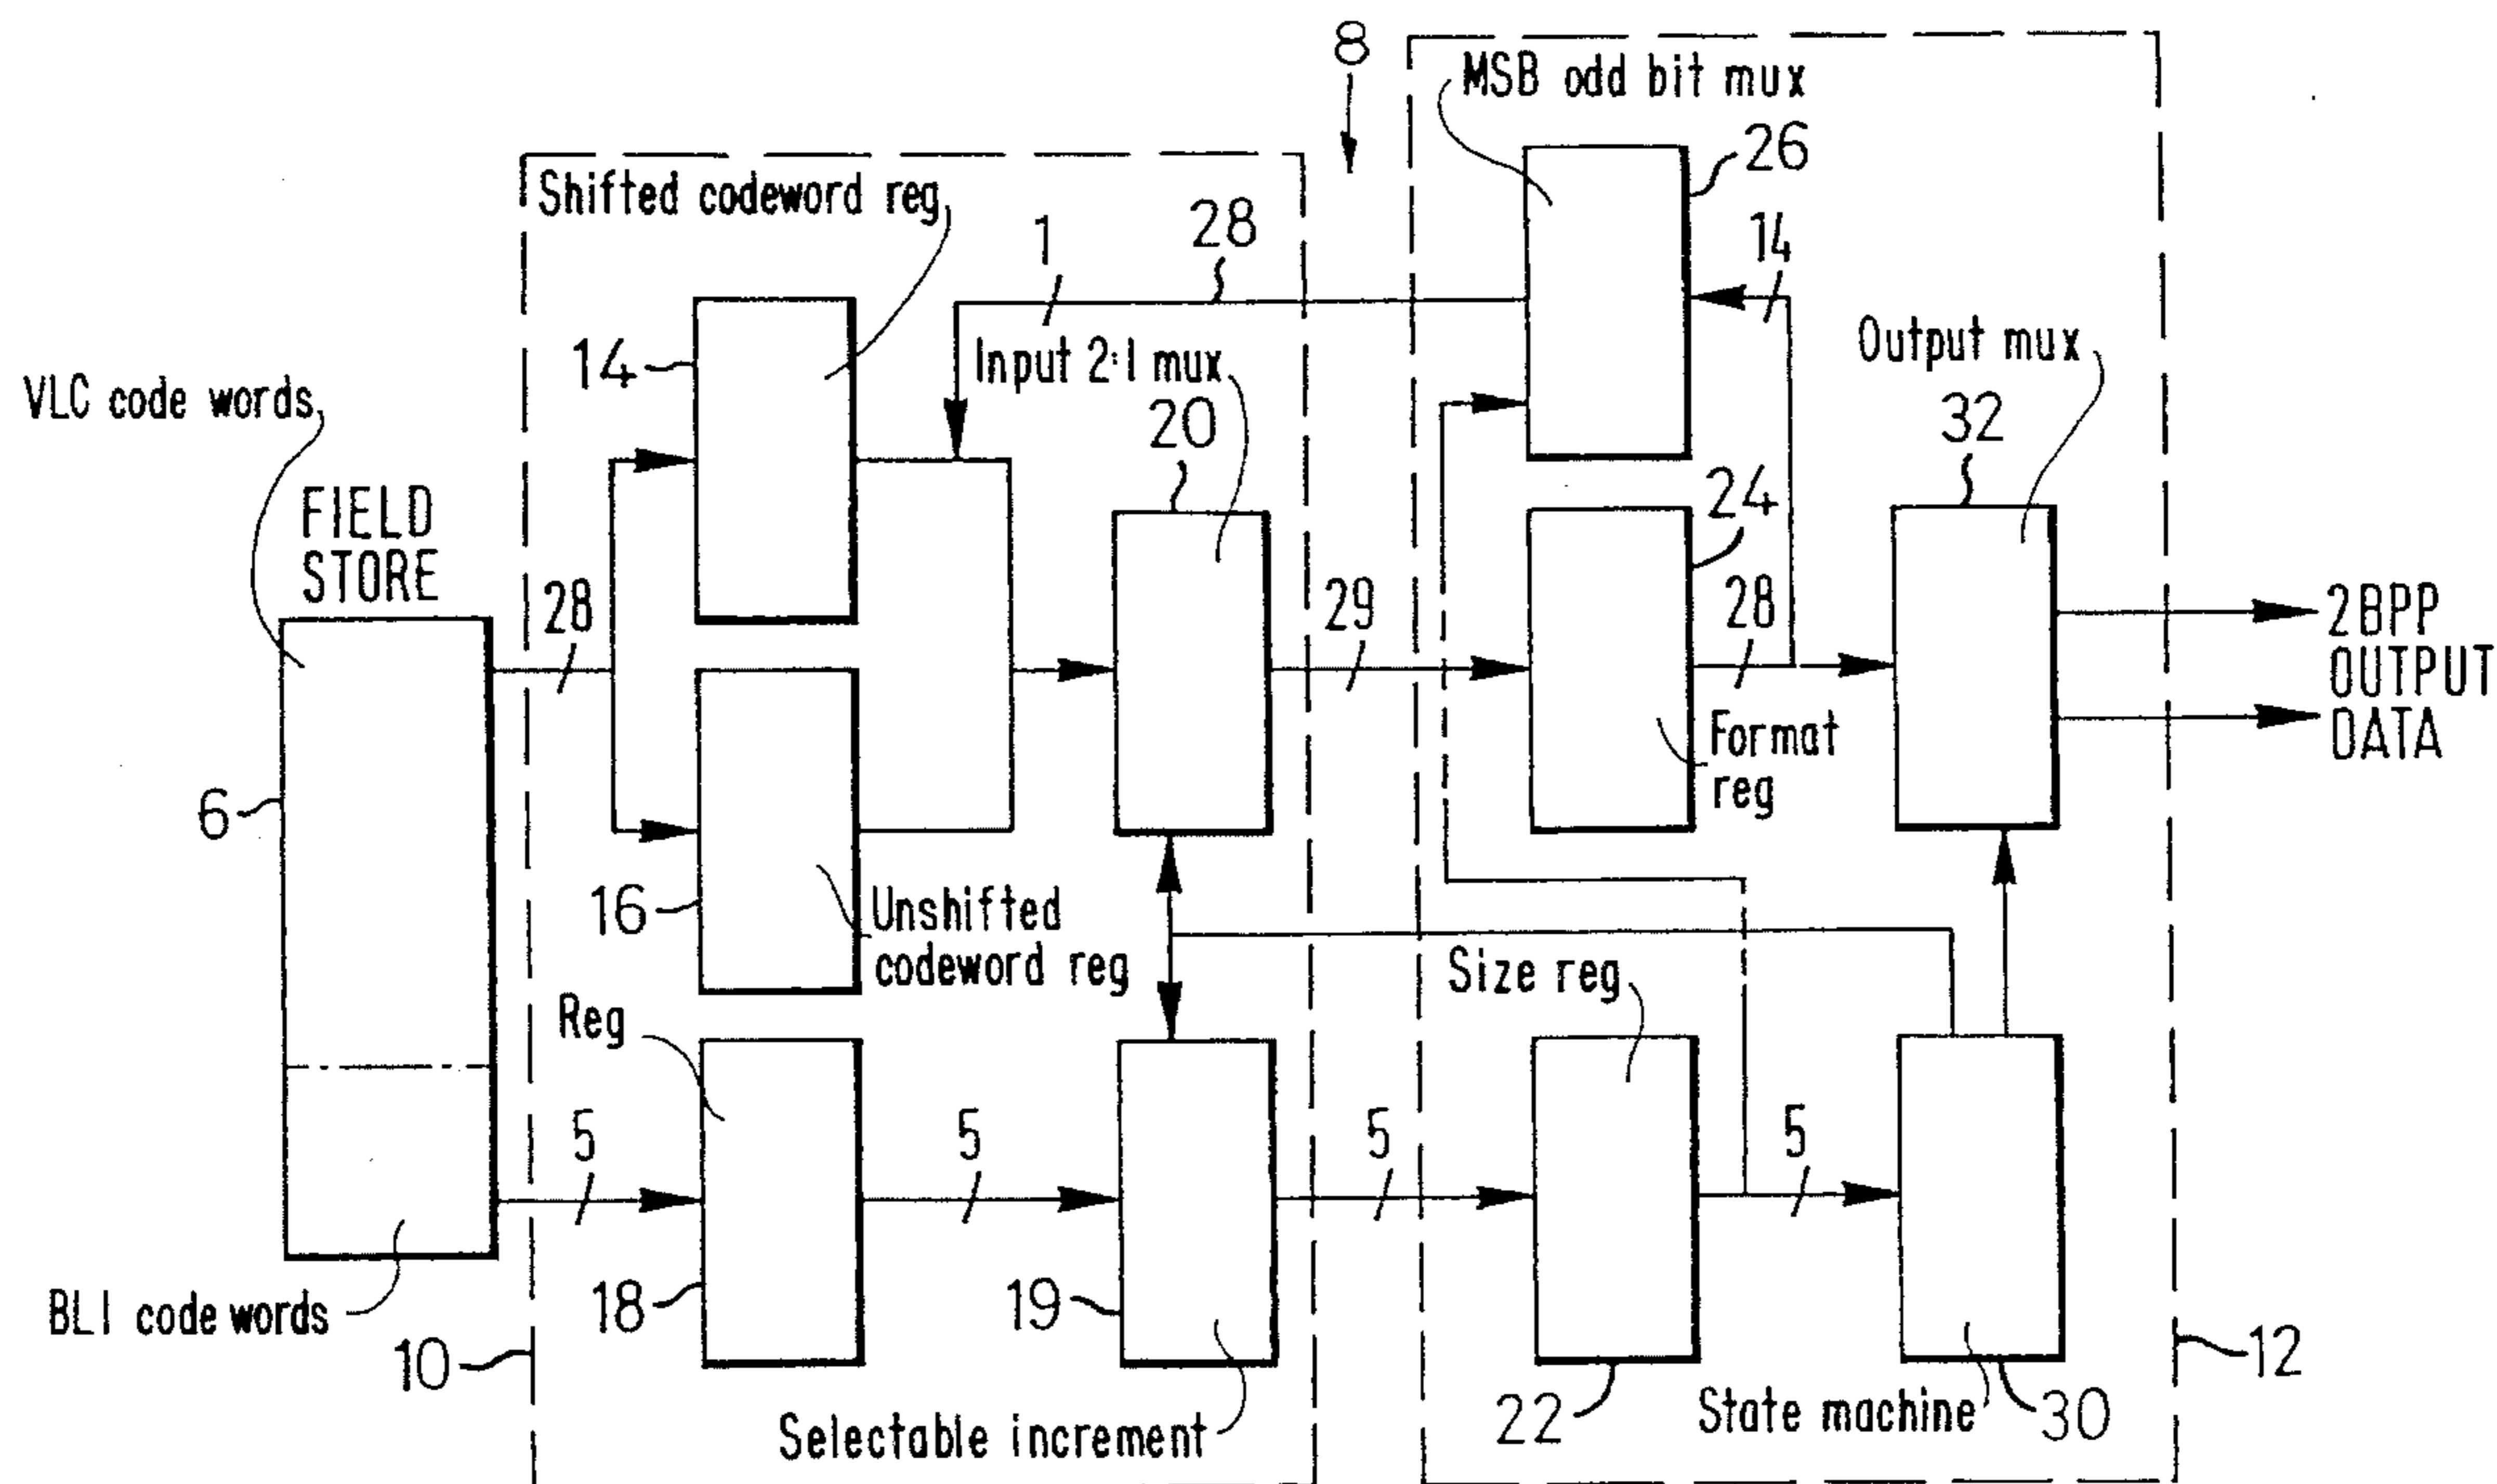 8
MSB odd bit mux
26
Shifted codeword reg
1
28
14
14
Input 2:1 mux
Output mux
VLC code words
20
32
FIELD
STORE
24
28
29
28
2BPP
OUTPUT
DATA
Format
reg
6
16
Unshifted
codeword reg
Size reg
Reg
5
5
5
5
BL1 code words
18
19
10
12
22
State machine
30
Selectable increment